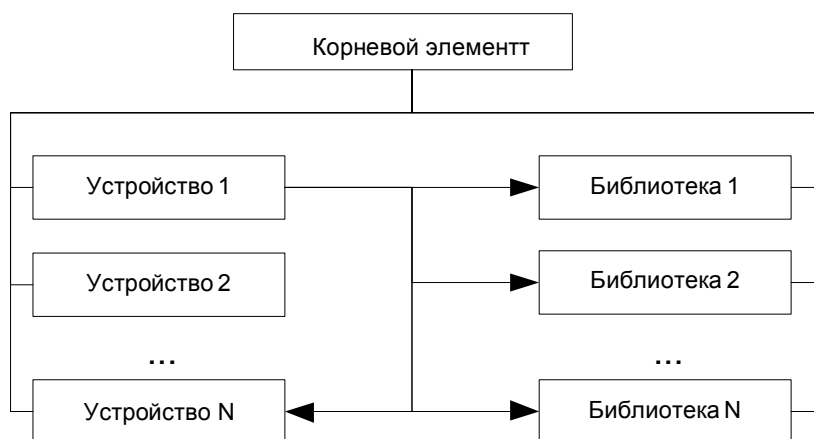 Корневой элементт
Устройство 1
Библиотека 1
Устройство 2
Библиотека 2
... ...
Устройство N
Библиотека N